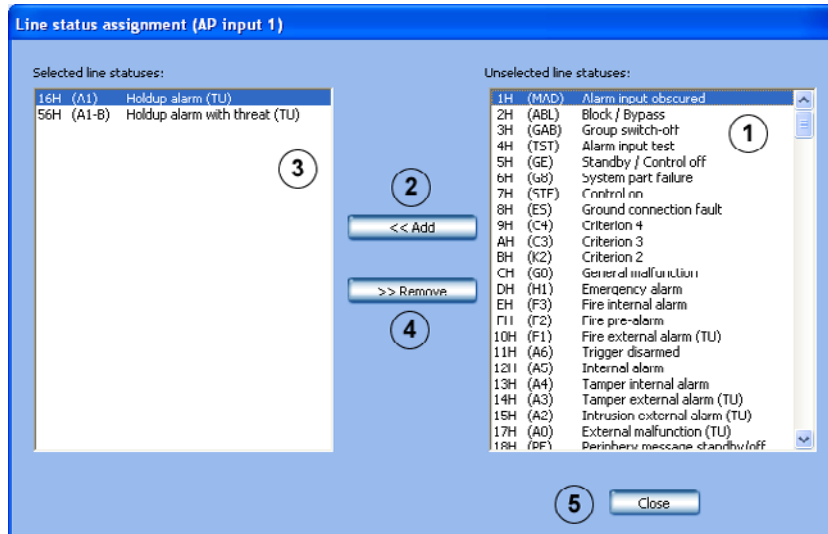 Line status assignment (AP input 1)
Selected line statuses:
16H (A1) Holdup alarm (TU)
56H (A1-B) Holdup alarm with threat (TU)
3
2
<< Add
>> Remove
4
Unselected line statuses:
1H (MAD) Alarm input obscured
2H (ABL) Block / Bypass
3H (GAB) Group switch-off
4H (TST) Alarm input test
5H (GE) Standby / Control off
6H (G8) System part failure
7H (STE) Control on
8H (E5) Ground connection fault
9H (C4) Criterion 4
AH (C3) Criterion 3
BH (K2) Criterion 2
CH (G0) General malfunction
DH (H1) Emergency alarm
EH (F3) Fire internal alarm
FH (F2) Fire pre-alarm
10H (F1) Fire external alarm (TU)
11H (A6) Trigger disarmed
12H (A5) Internal alarm
13H (A4) Tamper internal alarm
14H (A3) Tamper external alarm (TU)
15H (A2) Intrusion external alarm (TU)
17H (A0) External malfunction (TU)
18H (PE) Periphery message standby/off
1
5
Close